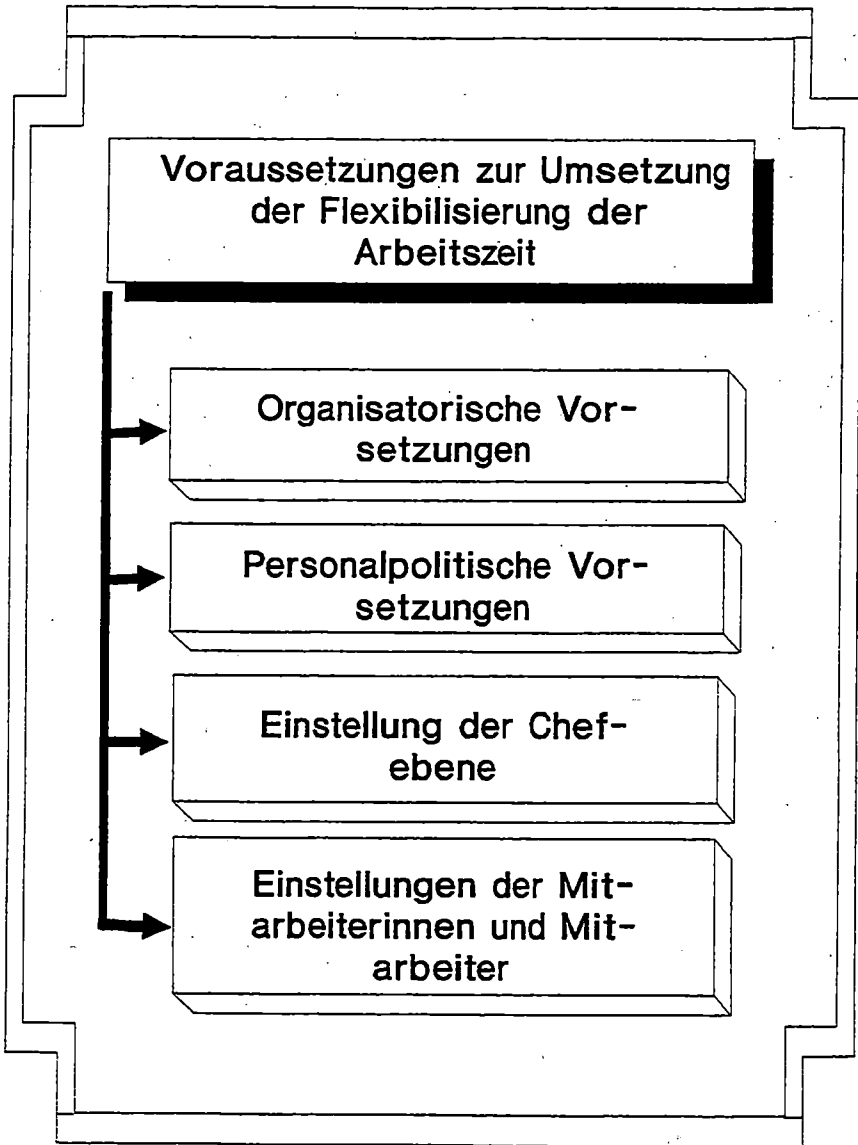 Voraussetzungen zur Umsetzung
der Flexibilisierung der
Arbeitszeit
Organisatorische Vor-
setzungen
Personalpolitische Vor-
setzungen
Einstellung der Chef-
ebene
Einstellungen der Mit-
arbeiterinnen und Mit-
arbeiter